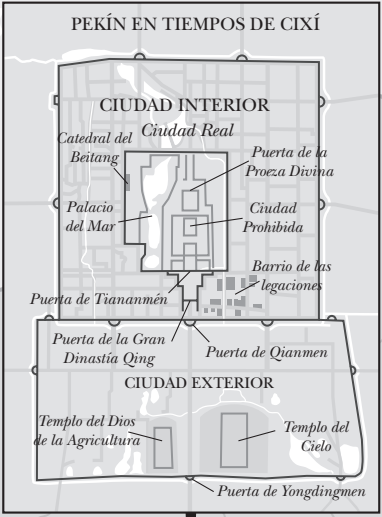 PEKÍN EN TIEMPOS DE CIXÍ
CIUDAD INTERIOR
Ciudad Real
Catedral del
Beitang
Puerta de la
Proeza Divina
Palacio
del Mar
Ciudad
Prohibida
Barrio de las
legaciones
Puerta de Tiananmén
Puerta de la Gran
Dinastía Qing
Puerta de Qianmen
CIUDAD EXTERIOR
Templo del Dios
de la Agricultura
Templo del
Cielo
Puerta de Yongdingmen